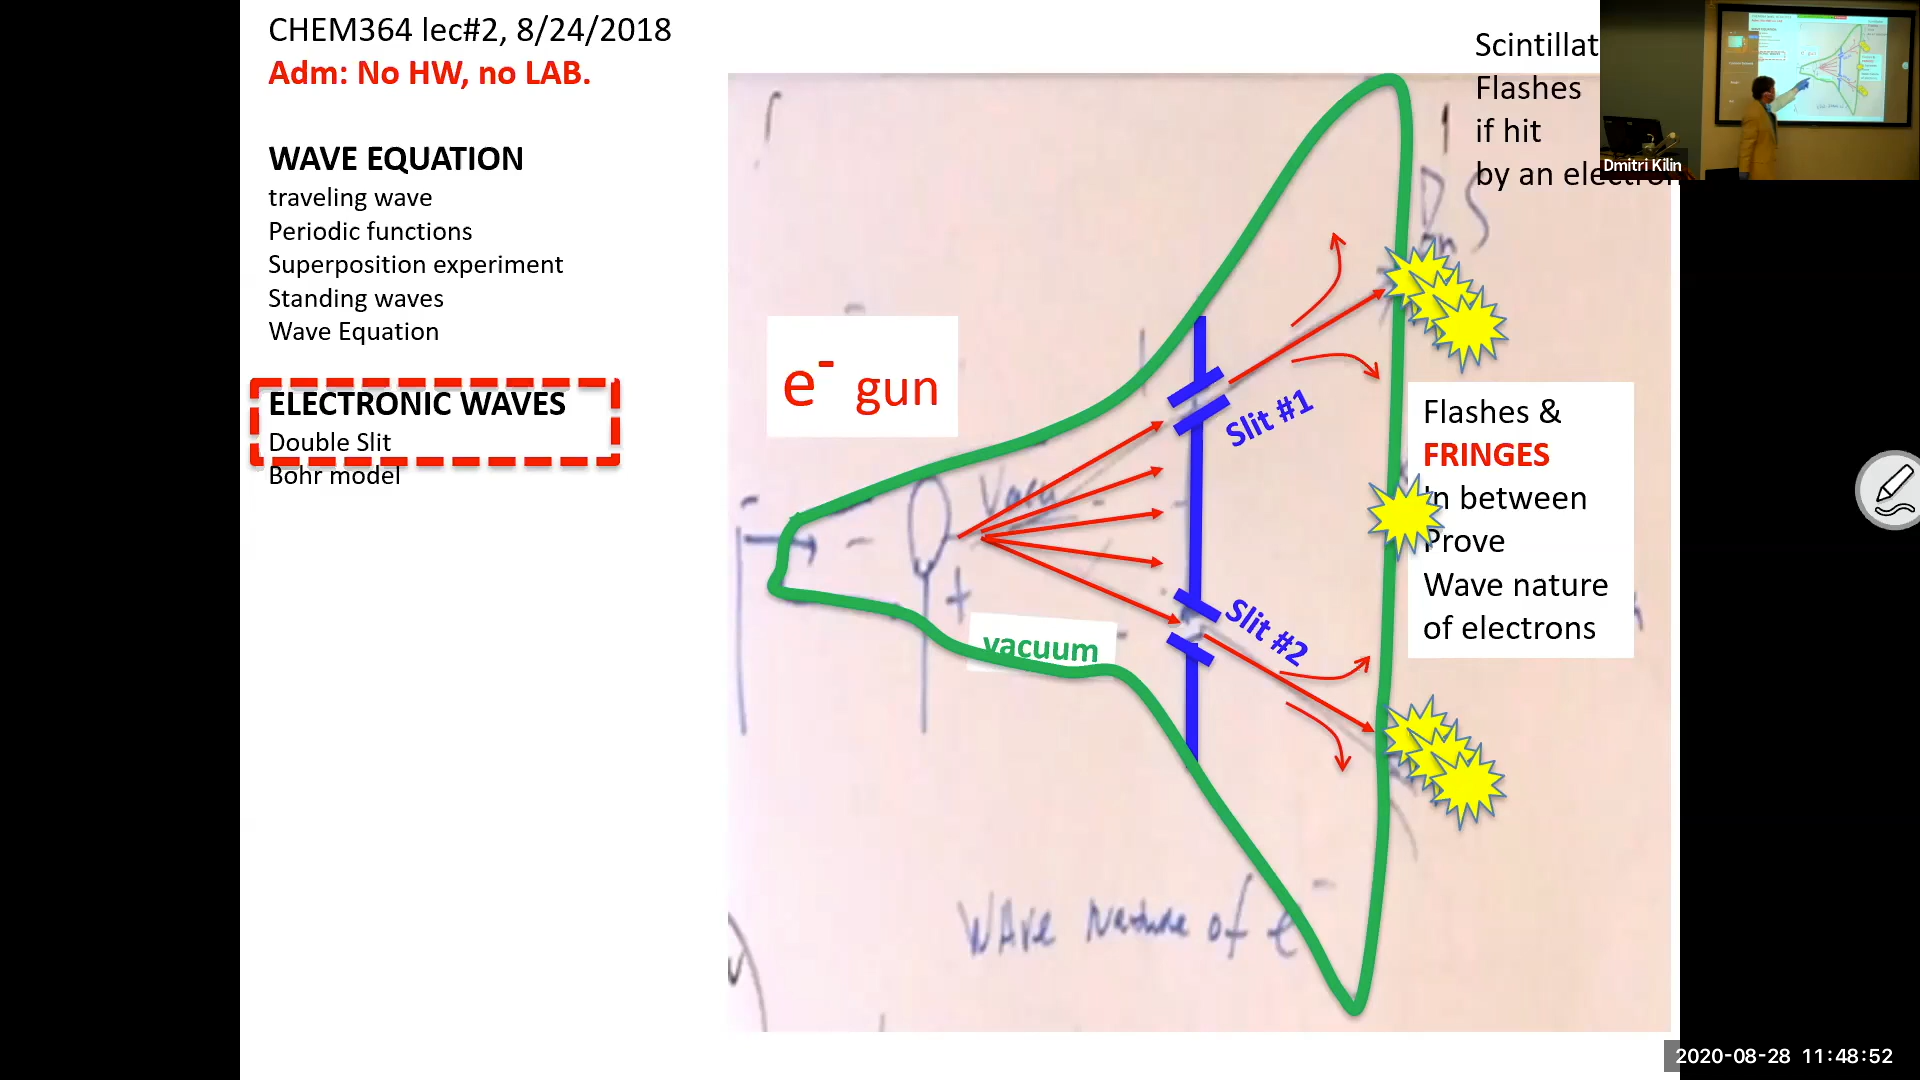 CHEM364 lec#2, 8/24/2018
Adm: No HW, no LAB.
WAVE EQUATION
traveling wave
Periodic functions
Superposition experiment
Standing waves
Wave Equation
ELECTRONIC WAVES
Double Slit
Bohr model
e- gun
Vacu
vacuum
+
Slit #1
Slit #2
Scintillat
Flashes
if hit
by an electron
Dmitri Kilin
Flashes &
FRINGES
In between
Prove
Wave nature
of electrons
WAve Nature of e-
2020-08-28 11:48:52